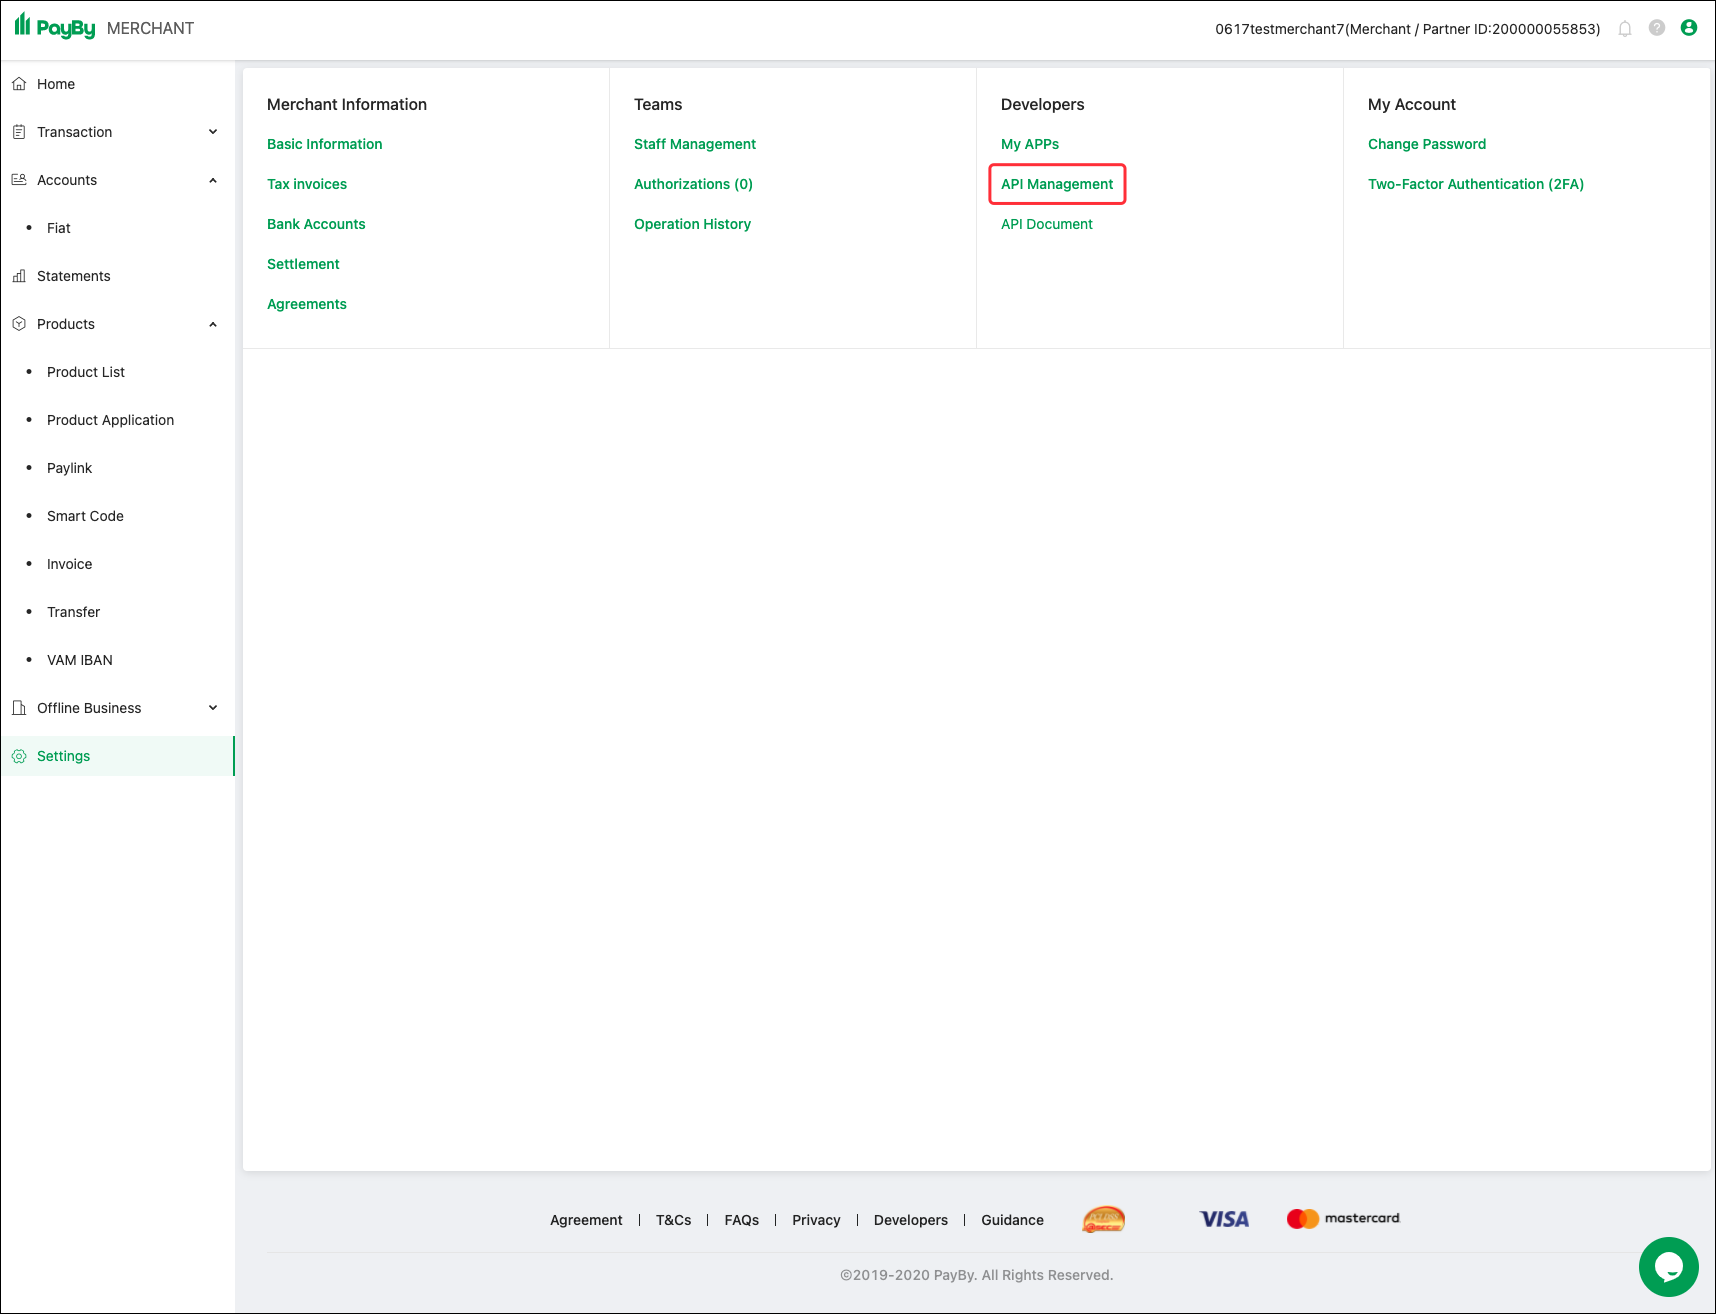 PayBy MERCHANT
0617testmerchant7(Merchant / Partner ID:200000055853)
Home
Transaction
Accounts
• Fiat
Statements
Products
• Product List
• Product Application
• Paylink
• Smart Code
• Invoice
• Transfer
• VAM IBAN
Offline Business
Settings
Merchant Information
Basic Information
Tax invoices
Bank Accounts
Settlement
Agreements
Teams
Staff Management
Authorizations (0)
Operation History
Developers
My APPs
API Management
API Document
My Account
Change Password
Two-Factor Authentication (2FA)
Agreement | T&Cs | FAQs | Privacy | Developers | Guidance
VISA
mastercard
©2019-2020 PayBy. All Rights Reserved.